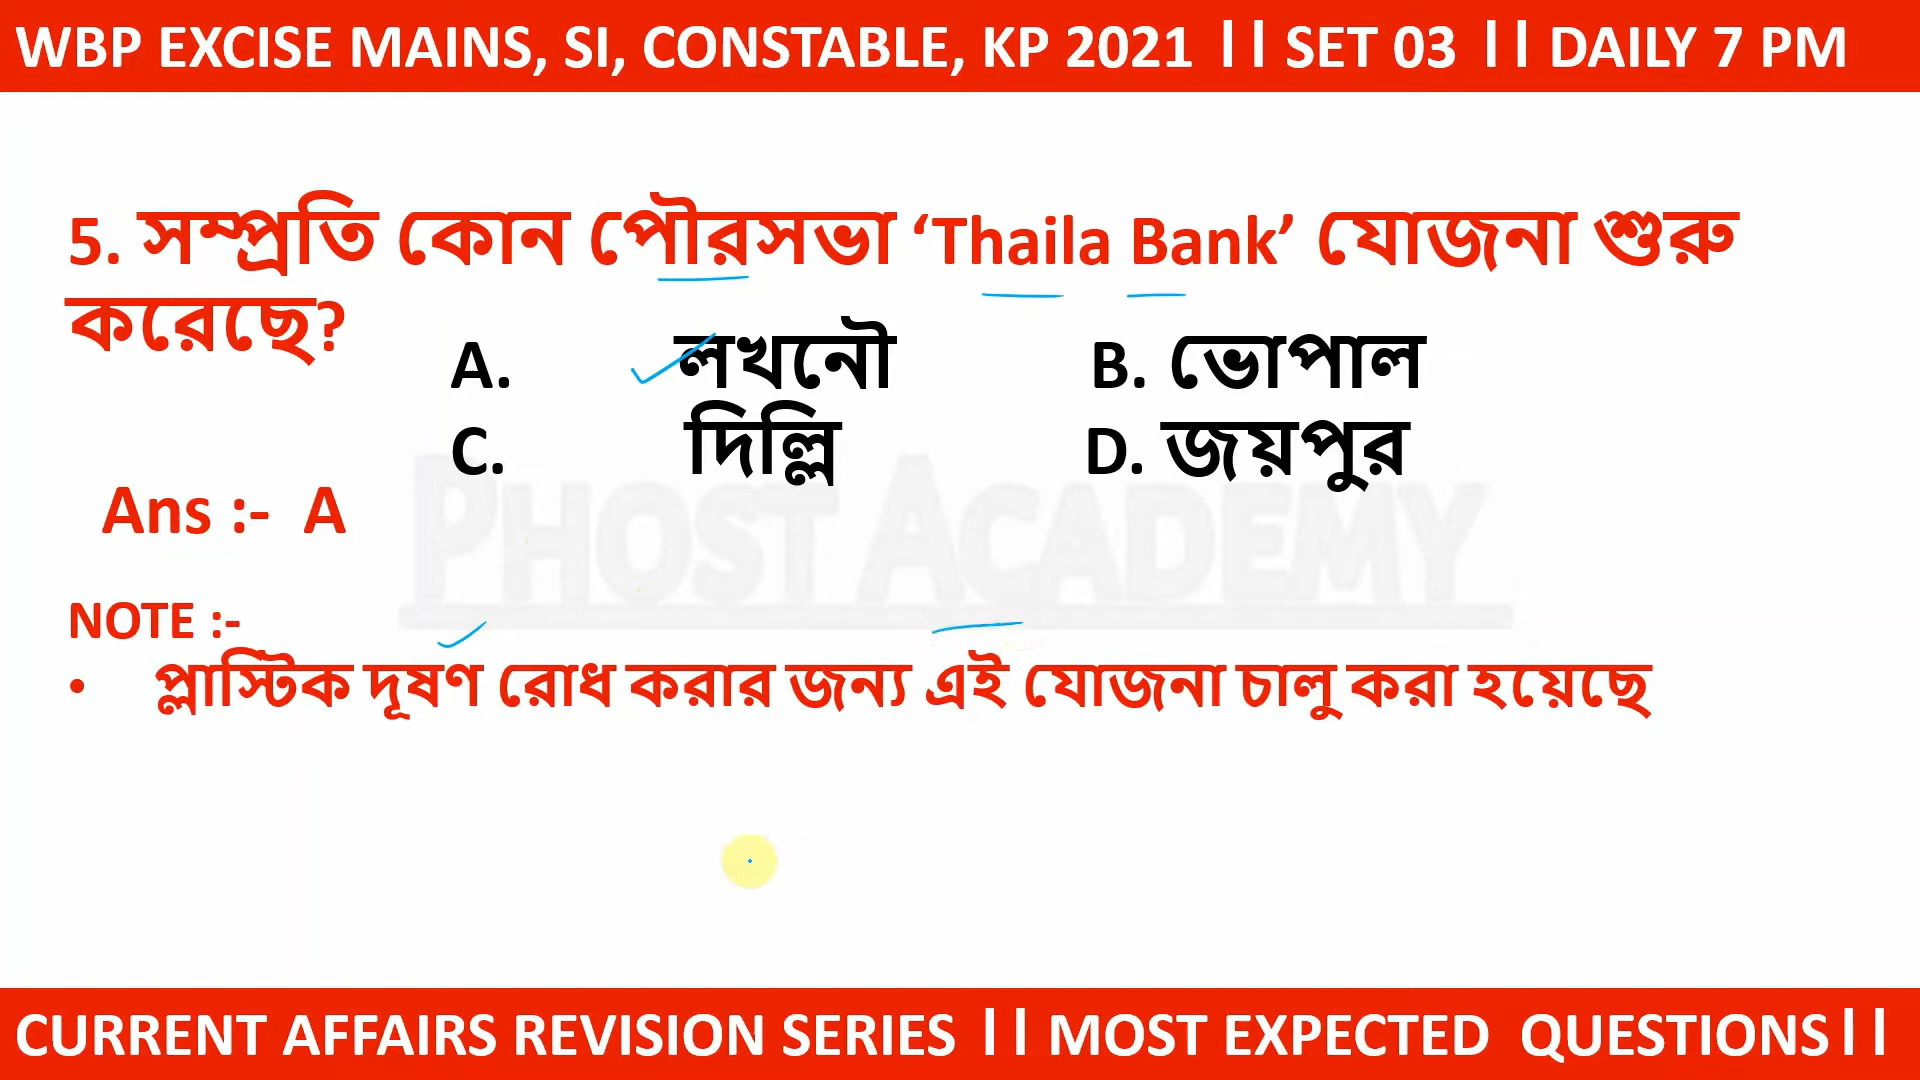 WBP EXCISE MAINS, SI, CONSTABLE, KP 2021 ।। SET 03 ।। DAILY 7 PM
5. সম্প্রতি কোন পৌরসভা ‘Thaila Bank’ যোজনা শুরু
করেছে?
A. লখনৌ B. ভোপাল
C. দিল্লি D. জয়পুর
PHOST ACADEMY
Ans :- A
NOTE :-
• প্লাস্টিক দূষণ রোধ করার জন্য এই যোজনা চালু করা হয়েছে
CURRENT AFFAIRS REVISION SERIES ।। MOST EXPECTED QUESTIONS।।